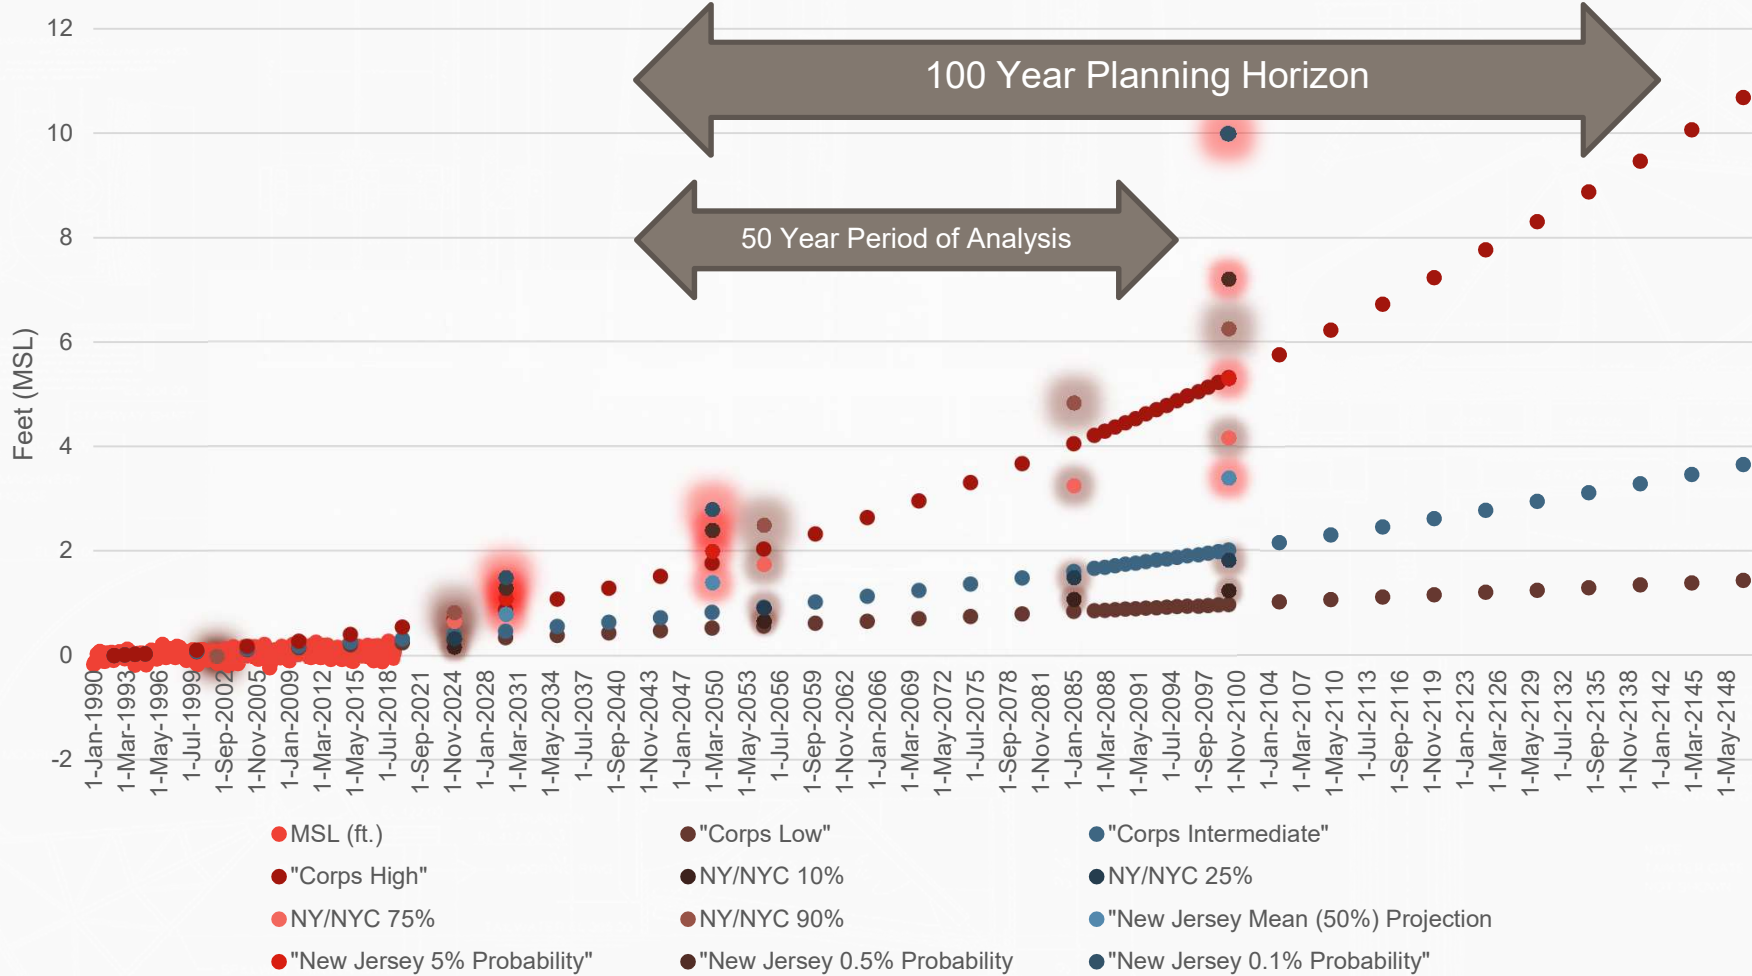 12
10
8
6
4
2
0
-2
Feet (MSL)
100 Year Planning Horizon
50 Year Period of Analysis
1-Jan-1990
1-Mar-1993
1-May-1996
1-Jul-1999
1-Sep-2002
1-Nov-2005
1-Jan-2009
1-Mar-2012
1-May-2015
1-Jul-2018
1-Sep-2021
1-Nov-2024
1-Jan-2028
1-Mar-2031
1-May-2034
1-Jul-2037
1-Sep-2040
1-Nov-2043
1-Jan-2047
1-Mar-2050
1-May-2053
1-Jul-2056
1-Sep-2059
1-Nov-2062
1-Jan-2066
1-Mar-2069
1-May-2072
1-Jul-2075
1-Sep-2078
1-Nov-2081
1-Jan-2085
1-Mar-2088
1-May-2091
1-Jul-2094
1-Sep-2097
1-Nov-2100
1-Jan-2104
1-Mar-2107
1-May-2110
1-Jul-2113
1-Sep-2116
1-Nov-2119
1-Jan-2123
1-Mar-2126
1-May-2129
1-Jul-2132
1-Sep-2135
1-Nov-2138
1-Jan-2142
1-Mar-2145
1-May-2148
MSL (ft.)
"Corps Low"
"Corps Intermediate"
"Corps High"
NY/NYC 10%
NY/NYC 25%
NY/NYC 75%
NY/NYC 90%
"New Jersey Mean (50%) Projection
"New Jersey 5% Probability"
"New Jersey 0.5% Probability
"New Jersey 0.1% Probability"